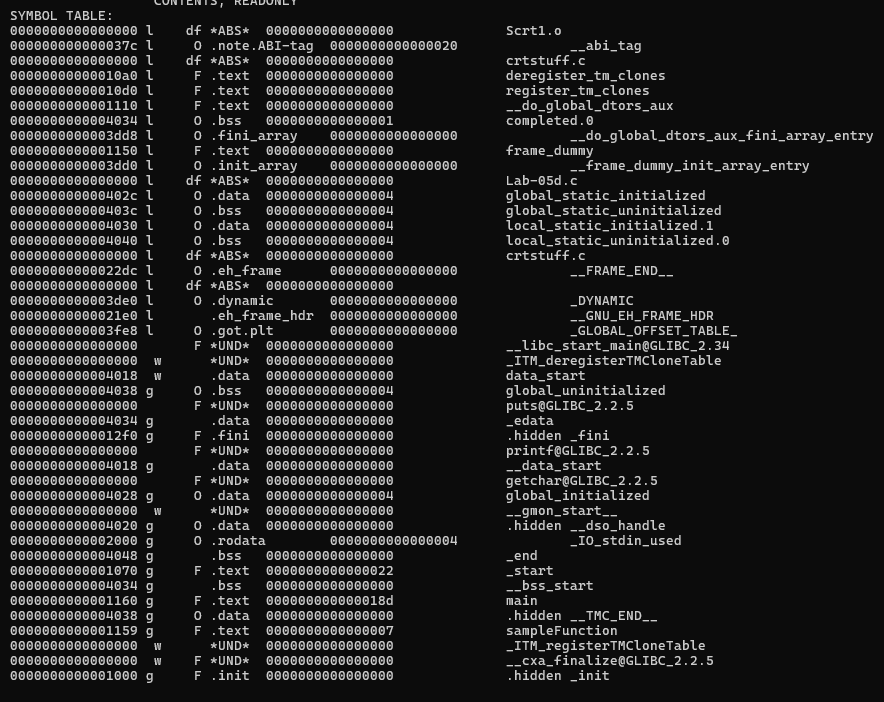 CONTENTS, READONLY
SYMBOL TABLE:
0000000000000000 l    df *ABS*  0000000000000000              Scrt1.o
000000000000037c l     O .note.ABI-tag  0000000000000020              __abi_tag
0000000000000000 l    df *ABS*  0000000000000000              crtstuff.c
00000000000010a0 l     F .text  0000000000000000              deregister_tm_clones
00000000000010d0 l     F .text  0000000000000000              register_tm_clones
0000000000001110 l     F .text  0000000000000000              __do_global_dtors_aux
0000000000004034 l     O .bss   0000000000000001              completed.0
0000000000003dd8 l     O .fini_array    0000000000000000              __do_global_dtors_aux_fini_array_entry
0000000000001150 l     F .text  0000000000000000              frame_dummy
0000000000003dd0 l     O .init_array    0000000000000000              __frame_dummy_init_array_entry
0000000000000000 l    df *ABS*  0000000000000000              Lab-05d.c
000000000000402c l     O .data  0000000000000004              global_static_initialized
000000000000403c l     O .bss   0000000000000004              global_static_uninitialized
0000000000004030 l     O .data  0000000000000004              local_static_initialized.1
0000000000004040 l     O .bss   0000000000000004              local_static_uninitialized.0
0000000000000000 l    df *ABS*  0000000000000000              crtstuff.c
00000000000022dc l     O .eh_frame      0000000000000000              __FRAME_END__
0000000000000000 l    df *ABS*  0000000000000000
0000000000003de0 l     O .dynamic       0000000000000000              _DYNAMIC
00000000000021e0 l       .eh_frame_hdr  0000000000000000              __GNU_EH_FRAME_HDR
0000000000003fe8 l     O .got.plt       0000000000000000              _GLOBAL_OFFSET_TABLE_
0000000000000000       F *UND*  0000000000000000              __libc_start_main@GLIBC_2.34
0000000000000000  w      *UND*  0000000000000000              _ITM_deregisterTMCloneTable
0000000000004018  w      .data  0000000000000000              data_start
0000000000004038 g     O .bss   0000000000000004              global_uninitialized
0000000000000000       F *UND*  0000000000000000              puts@GLIBC_2.2.5
0000000000004034 g       .data  0000000000000000              _edata
00000000000012f0 g     F .fini  0000000000000000              .hidden _fini
0000000000000000       F *UND*  0000000000000000              printf@GLIBC_2.2.5
0000000000004018 g       .data  0000000000000000              __data_start
0000000000000000       F *UND*  0000000000000000              getchar@GLIBC_2.2.5
0000000000004028 g     O .data  0000000000000004              global_initialized
0000000000000000  w      *UND*  0000000000000000              __gmon_start__
0000000000004020 g     O .data  0000000000000000              .hidden __dso_handle
0000000000002000 g     O .rodata        0000000000000004              _IO_stdin_used
0000000000004048 g       .bss   0000000000000000              _end
0000000000001070 g     F .text  0000000000000022              _start
0000000000004034 g       .bss   0000000000000000              __bss_start
0000000000001160 g     F .text  000000000000018d              main
0000000000004038 g     O .data  0000000000000000              .hidden __TMC_END__
0000000000001159 g     F .text  0000000000000007              sampleFunction
0000000000000000  w      *UND*  0000000000000000              _ITM_registerTMCloneTable
0000000000000000  w    F *UND*  0000000000000000              __cxa_finalize@GLIBC_2.2.5
0000000000001000 g     F .init  0000000000000000              .hidden _init